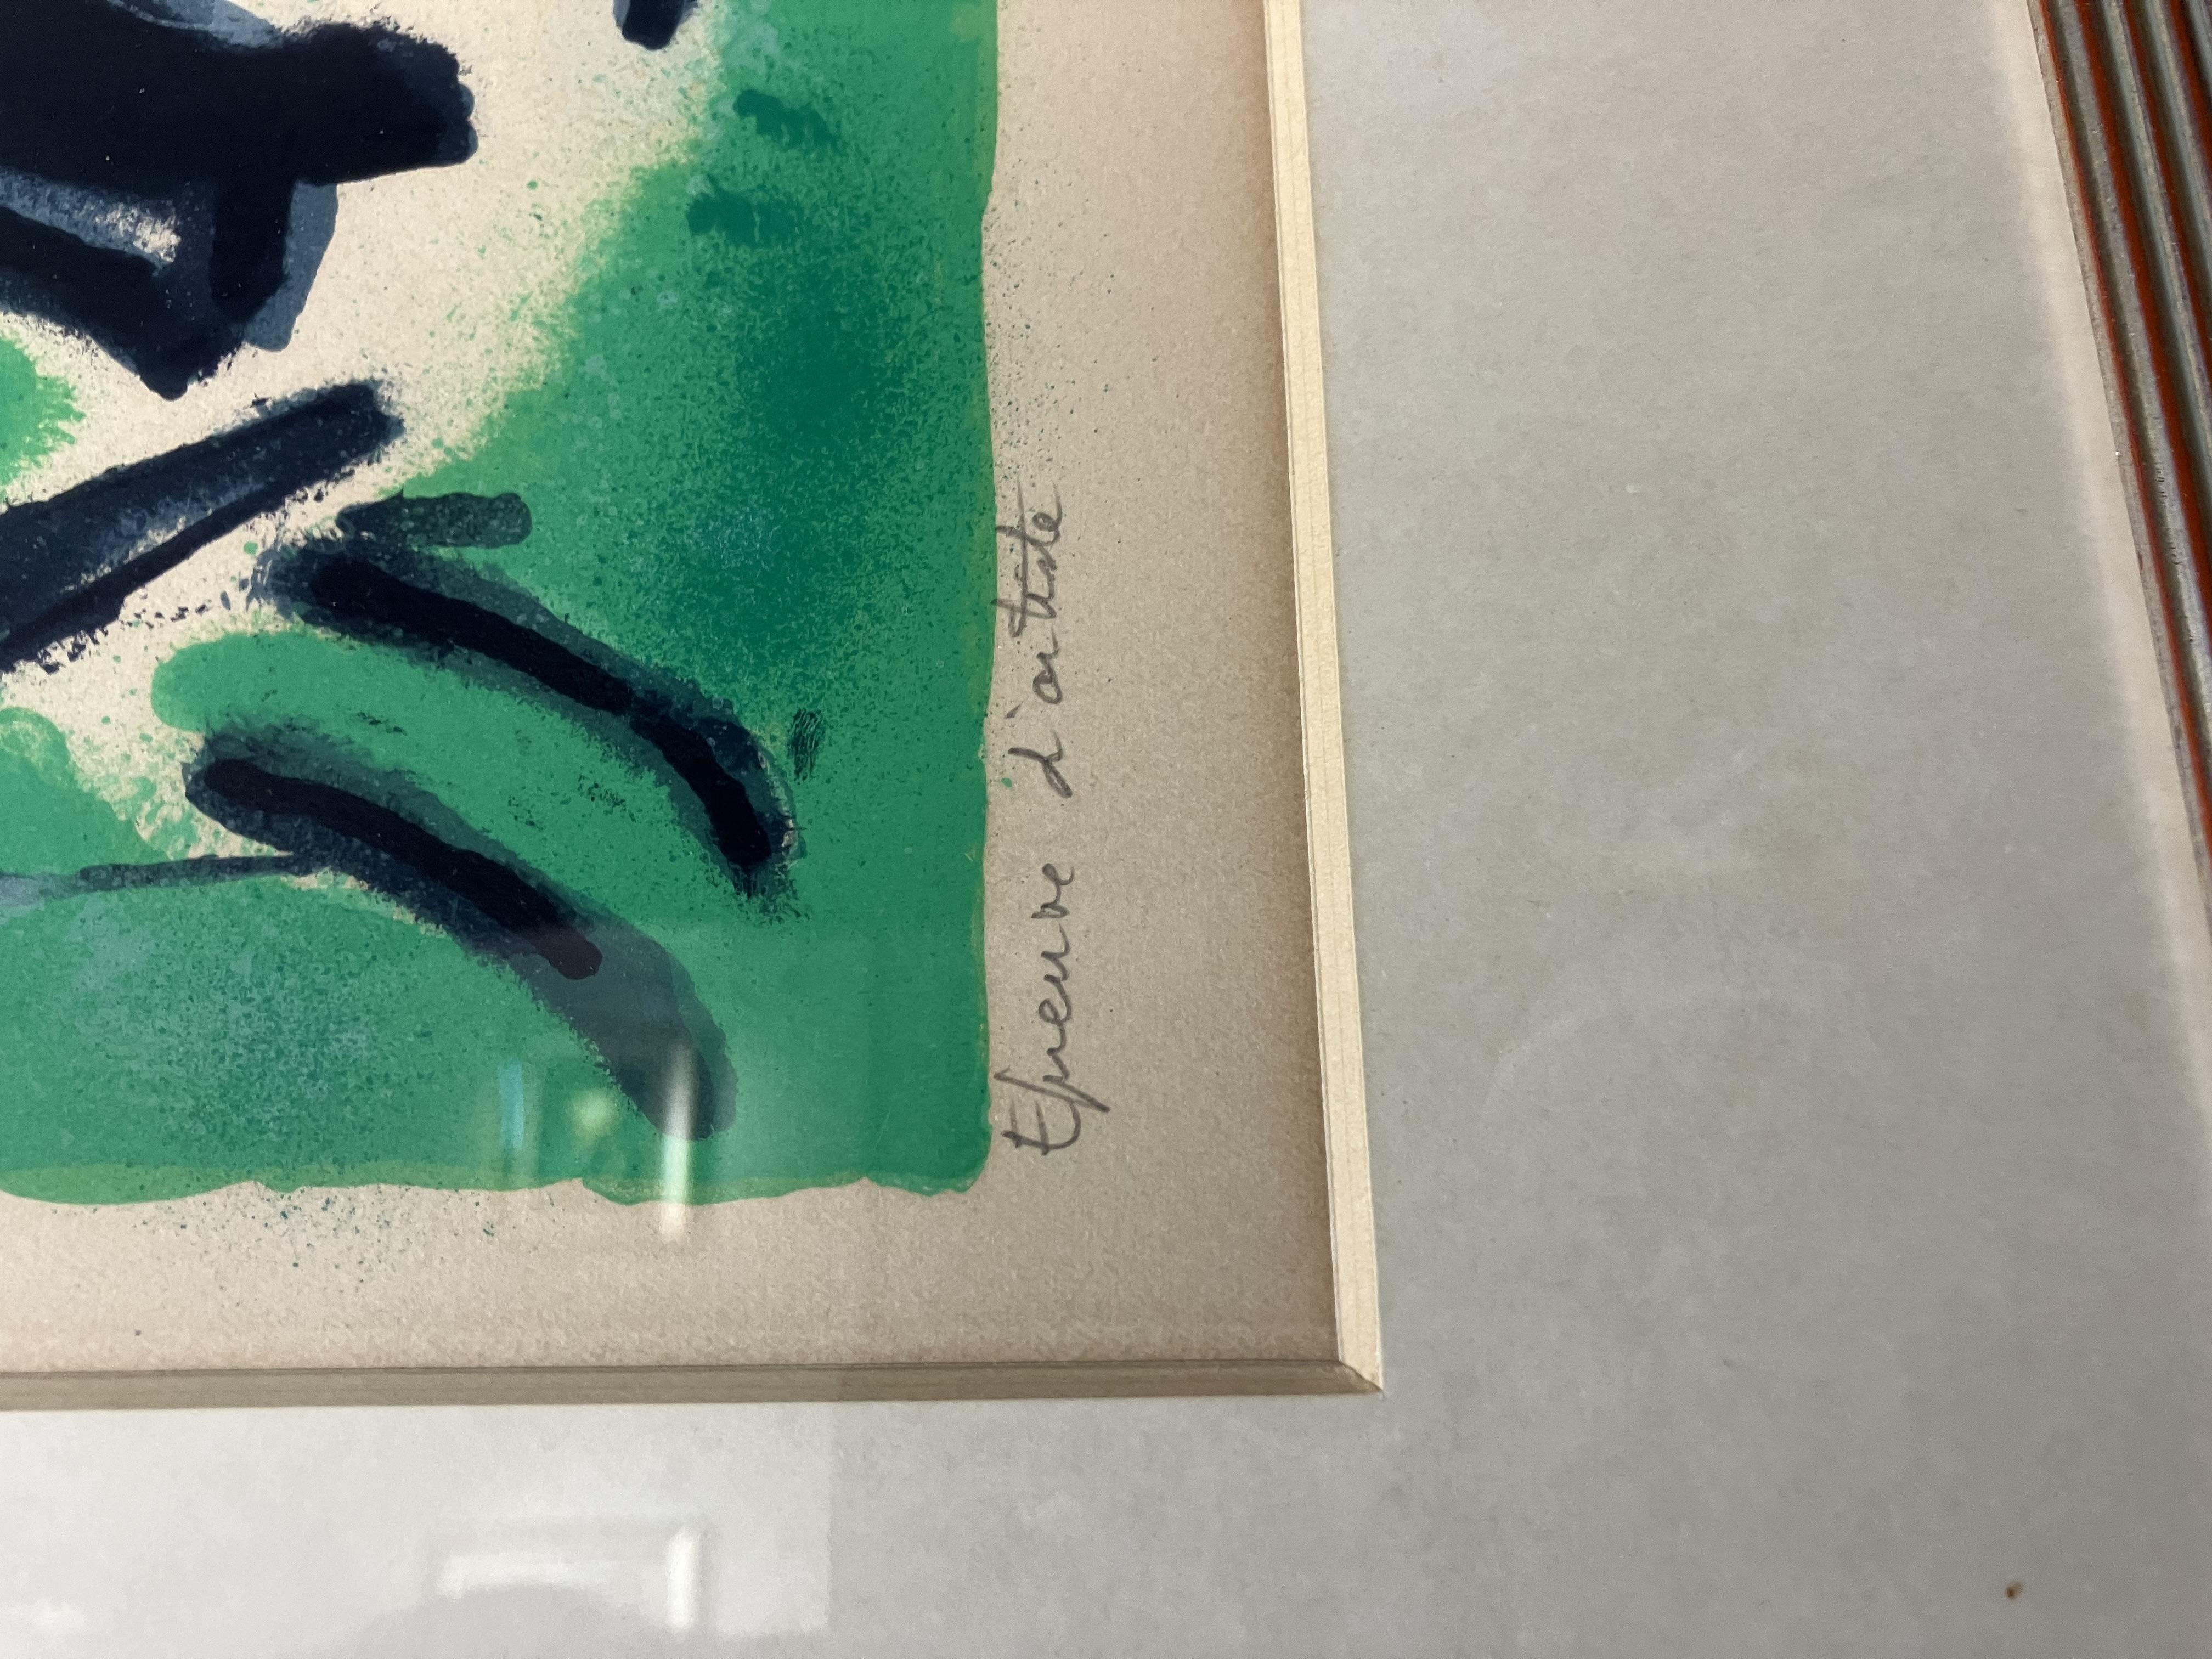 Epreuve d'artiste